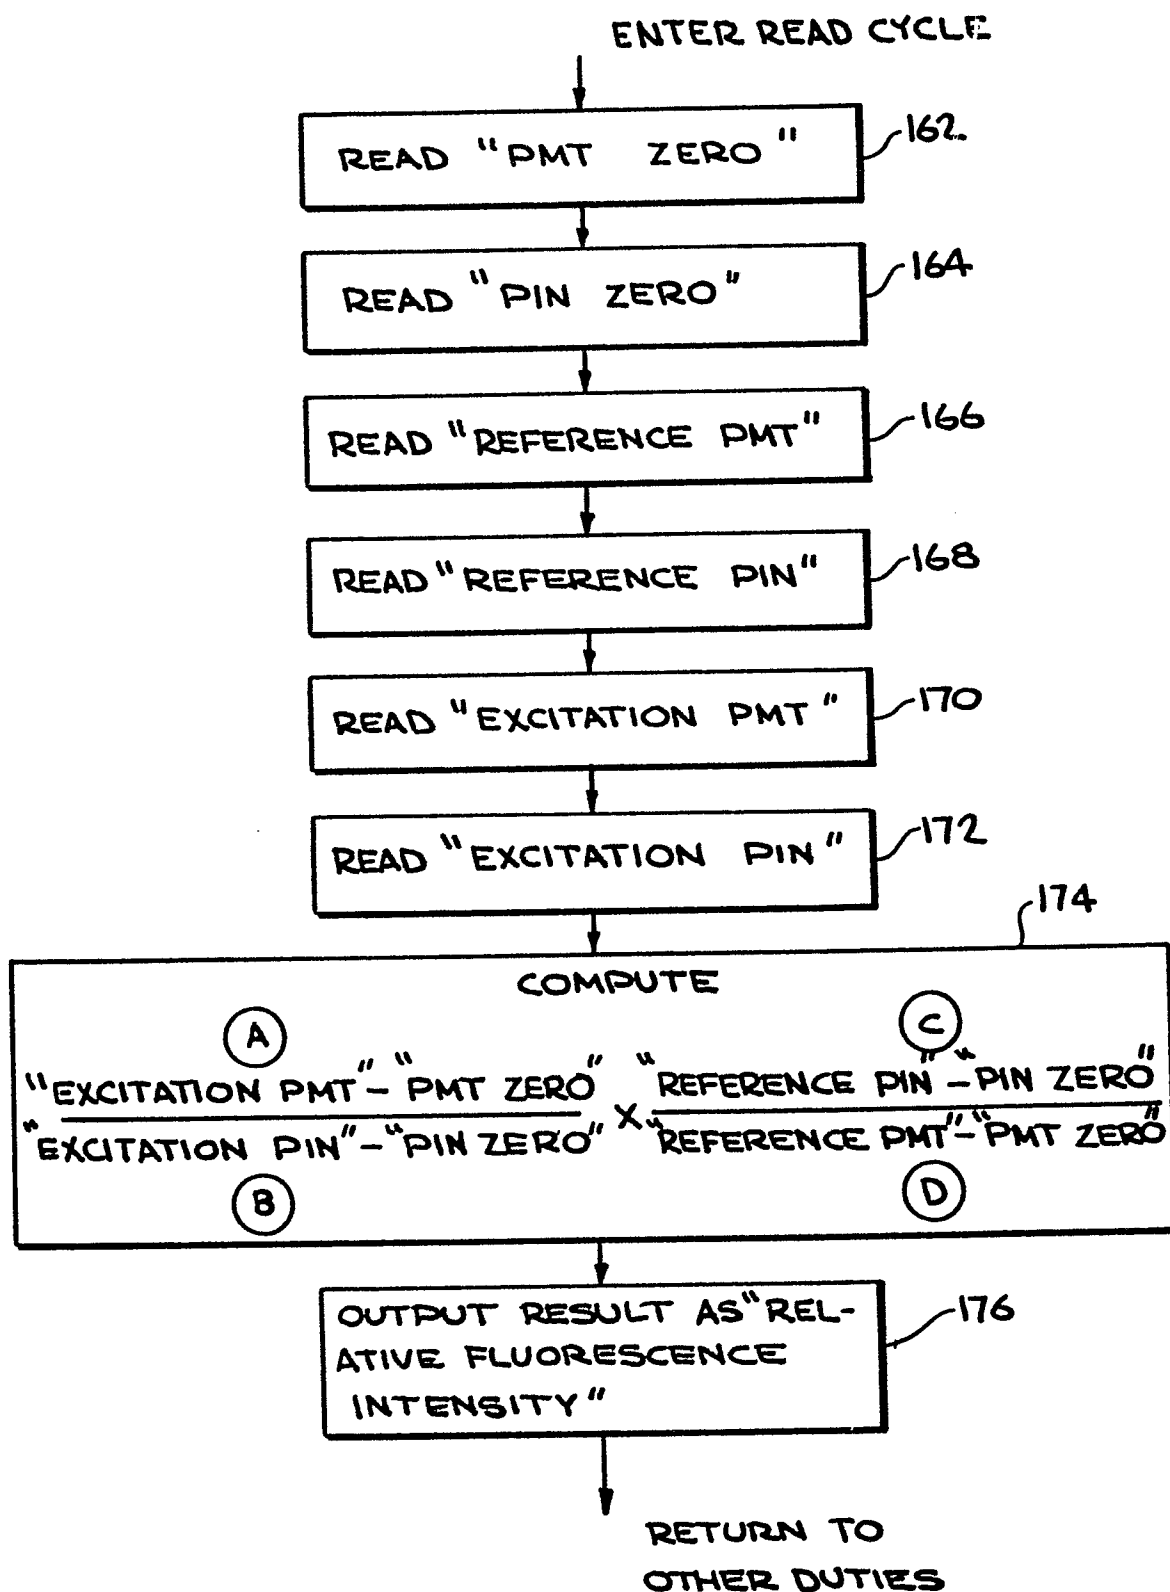 ENTER READ CYCLE
READ "PMT ZERO"
162.
READ "PIN ZERO"
164
READ "REFERENCE PMT"
166
READ "REFERENCE PIN"
168
READ "EXCITATION PMT"
170
READ "EXCITATION PIN"
172
174
COMPUTE
A
C
"EXCITATION PMT"-"PMT ZERO" X "REFERENCE PIN"-"PIN ZERO"
"EXCITATION PIN"-"PIN ZERO" "REFERENCE PMT"-"PMT ZERO"
B
D
OUTPUT RESULT AS "REL-
ATIVE FLUORESCENCE
INTENSITY"
176
RETURN TO
OTHER DUTIES